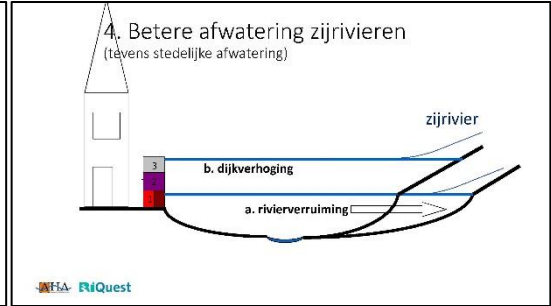 4. Betere afwatering zijrivieren
(tevens stedelijke afwatering)
zijrivier
3
b. dijkverhoging
2
1
a. rivierverruiming
AHA RiQuest